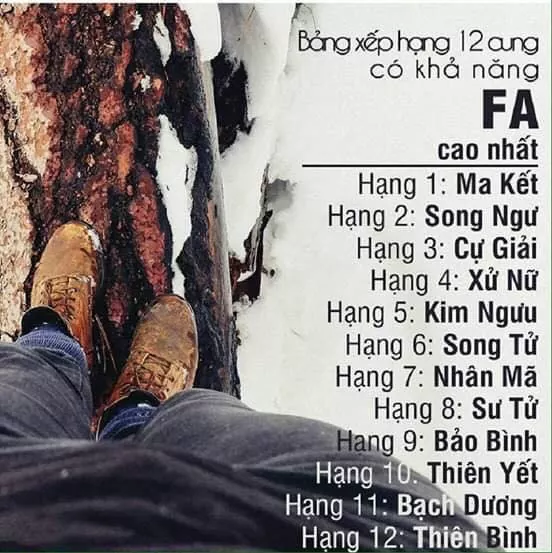 Bảng xếp hạng 12 cung
có khả năng
FA
cao nhất
Hạng 1: Ma Kết
Hạng 2: Song Ngư
Hạng 3: Cự Giải
Hạng 4: Xử Nữ
Hạng 5: Kim Ngưu
Hạng 6: Song Tử
Hạng 7: Nhân Mã
Hạng 8: Sư Tử
Hạng 9: Bảo Bình
Hạng 10. Thiên Yết
Hạng 11: Bạch Dương
Hạng 12: Thiên Bình